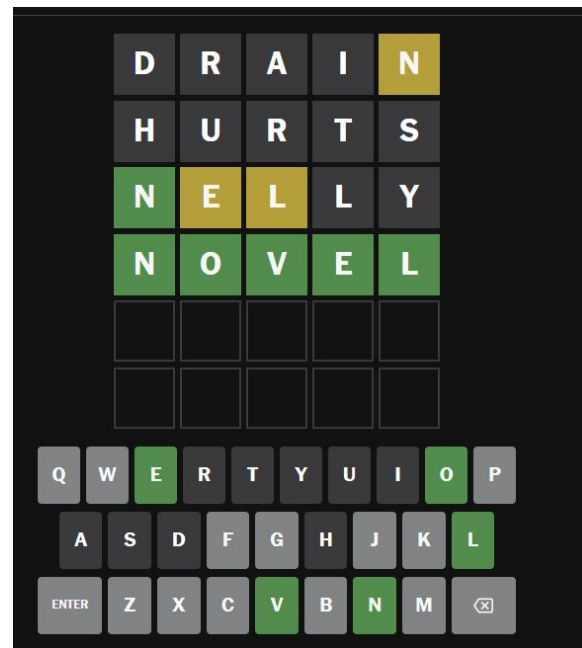 D R A I N
H U R T S
N E L L Y
N O V E L
Q W E R T Y U I O P
A S D F G H J K L
ENTER Z X C V B N M